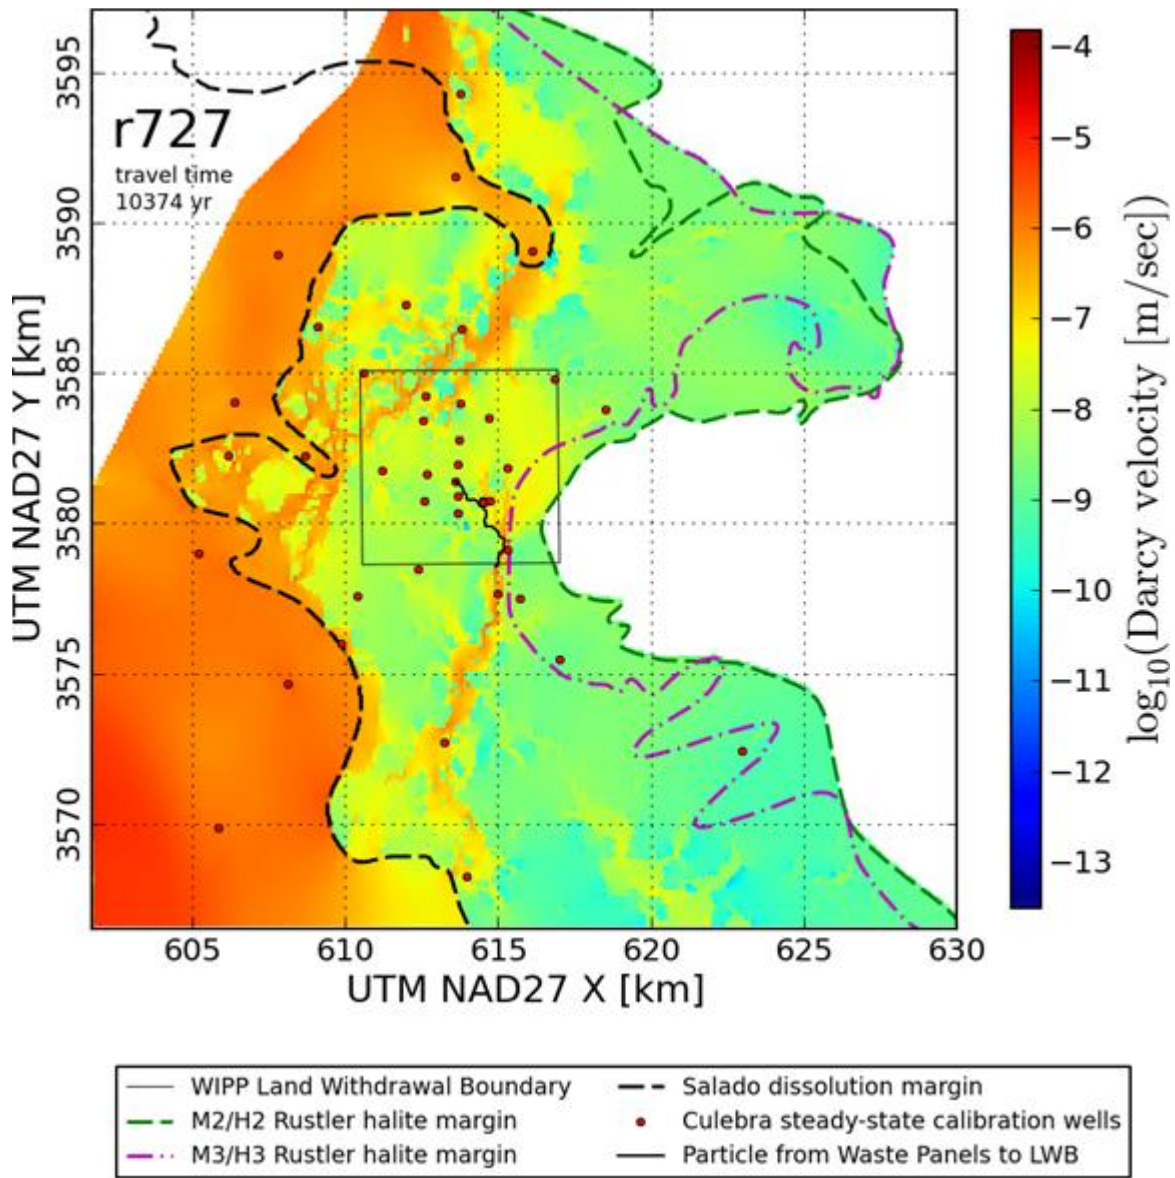 r727
travel time
10374 yr
3595
3590
3585
3580
3575
3570
UTM NAD27 Y [km]
605
610
615
620
625
630
UTM NAD27 X [km]
−4
−5
−6
−7
−8
−9
−10
−11
−12
−13
log10(Darcy velocity [m/sec])
WIPP Land Withdrawal Boundary
M2/H2 Rustler halite margin
M3/H3 Rustler halite margin
Salado dissolution margin
Culebra steady-state calibration wells
Particle from Waste Panels to LWB